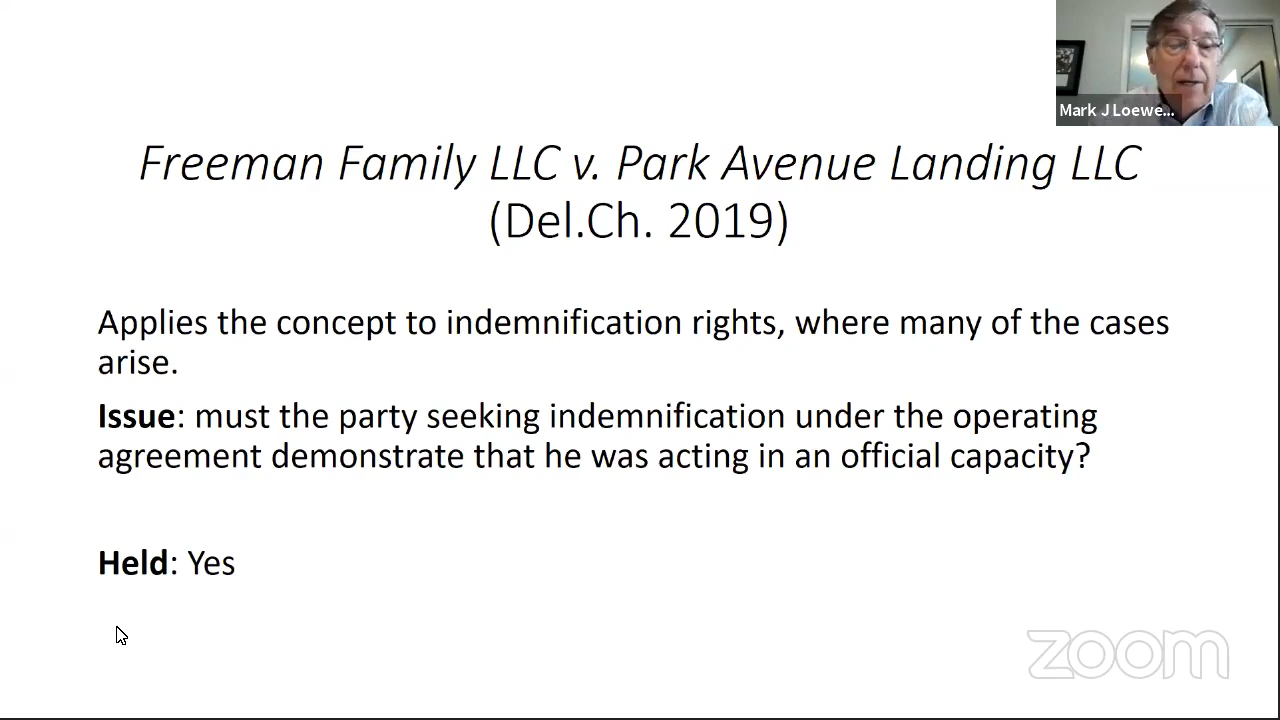 Mark J Loewe...
Freeman Family LLC v. Park Avenue Landing LLC
(Del.Ch. 2019)
Applies the concept to indemnification rights, where many of the cases
arise.
Issue: must the party seeking indemnification under the operating
agreement demonstrate that he was acting in an official capacity?
Held: Yes
zoom